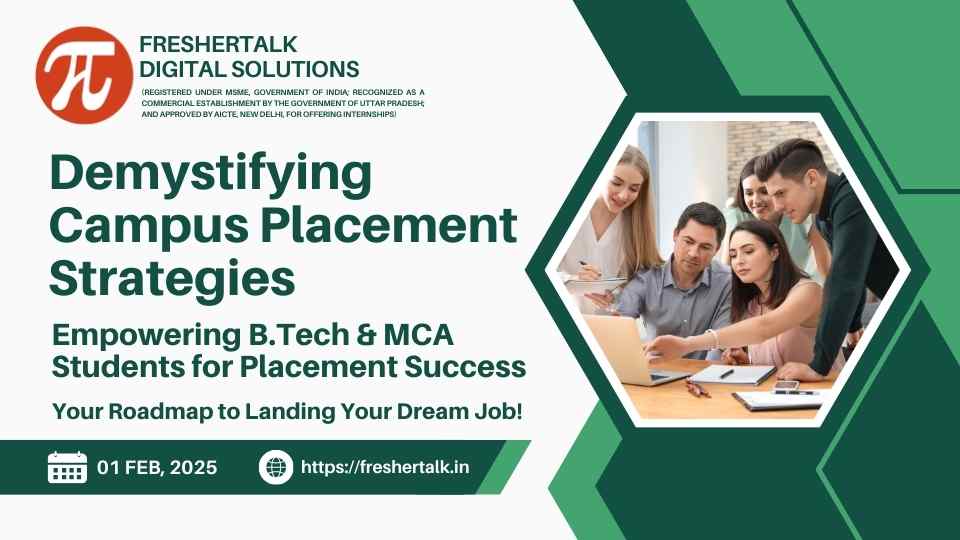 FRESHERTALK
DIGITAL SOLUTIONS
(REGISTERED UNDER MSME, GOVERNMENT OF INDIA; RECOGNIZED AS A
COMMERCIAL ESTABLISHMENT BY THE GOVERNMENT OF UTTAR PRADESH;
AND APPROVED BY AICTE, NEW DELHI, FOR OFFERING INTERNSHIPS)
Demystifying
Campus Placement
Strategies
Empowering B.Tech & MCA
Students for Placement Success
Your Roadmap to Landing Your Dream Job!
01 FEB, 2025
https://freshertalk.in